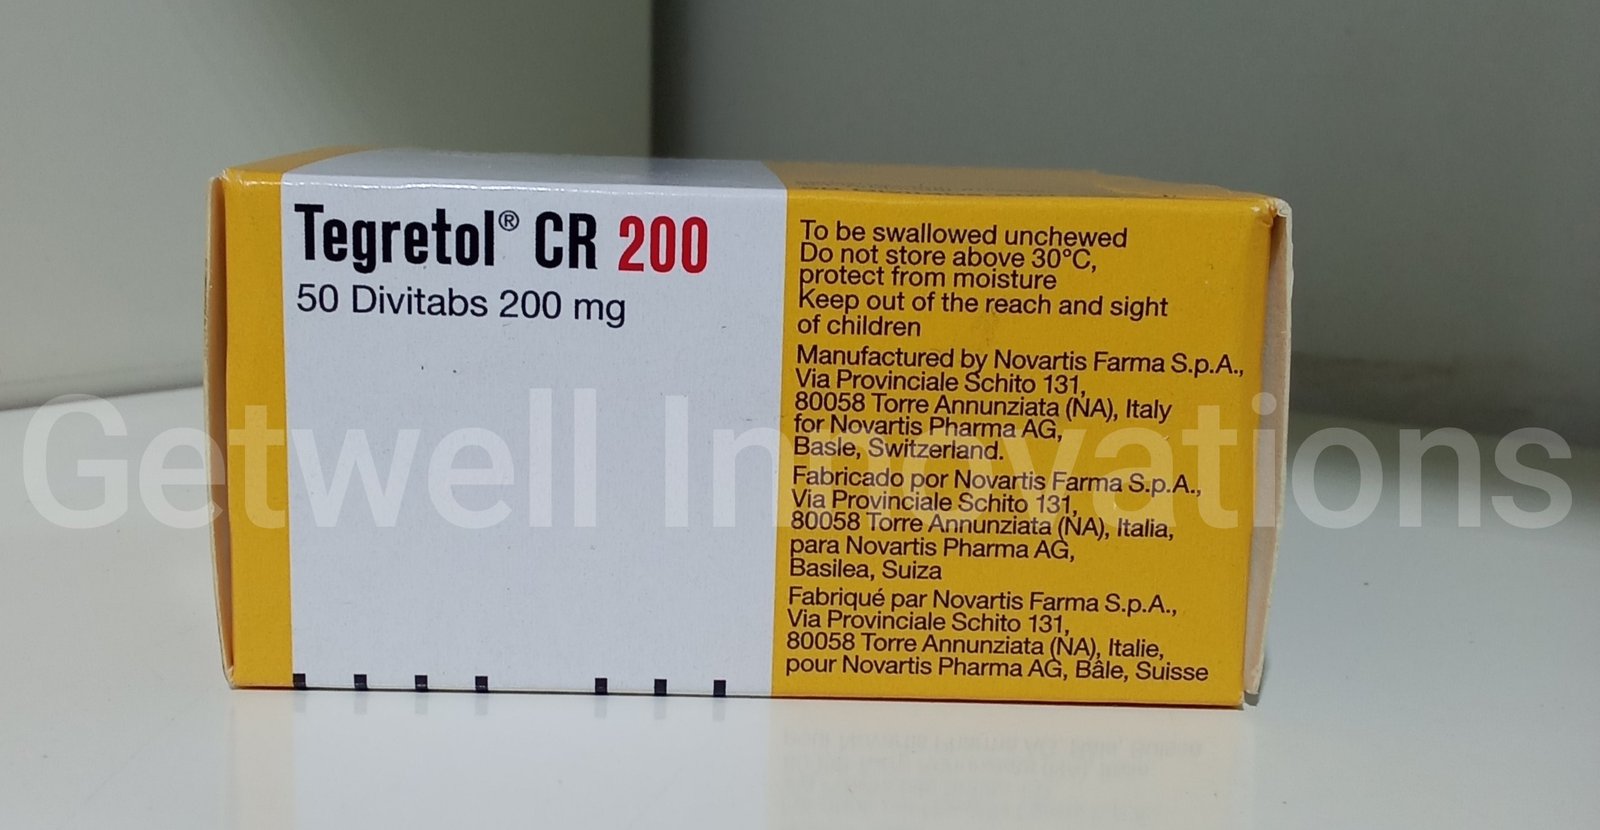 Tegretol® CR 200
50 Divitabs 200 mg
To be swallowed unchewed
Do not store above 30°C,
protect from moisture
Keep out of the reach and sight
of children
Manufactured by Novartis Farma S.p.A.,
Via Provinciale Schito 131,
80058 Torre Annunziata (NA), Italy
for Novartis Pharma AG,
Basle, Switzerland.
Fabricado por Novartis Farma S.p.A.,
Via Provinciale Schito 131,
80058 Torre Annunziata (NA), Italia,
para Novartis Pharma AG,
Basilea, Suiza
Fabriqué par Novartis Farma S.p.A.,
Via Provinciale Schito 131,
80058 Torre Annunziata (NA), Italie,
pour Novartis Pharma AG, Bâle, Suisse
Getwell Innovations